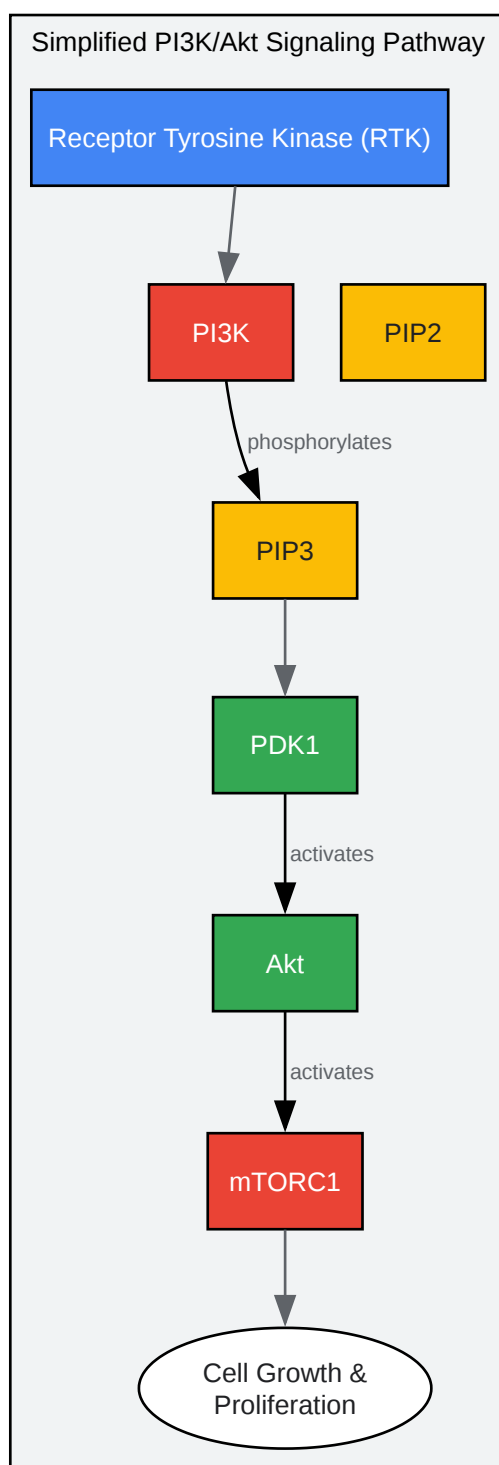 Simplified PI3K/Akt Signaling Pathway
Receptor Tyrosine Kinase (RTK)
PI3K
PIP2
phosphorylates
PIP3
PDK1
activates
Akt
activates
mTORC1
Cell Growth &
Proliferation